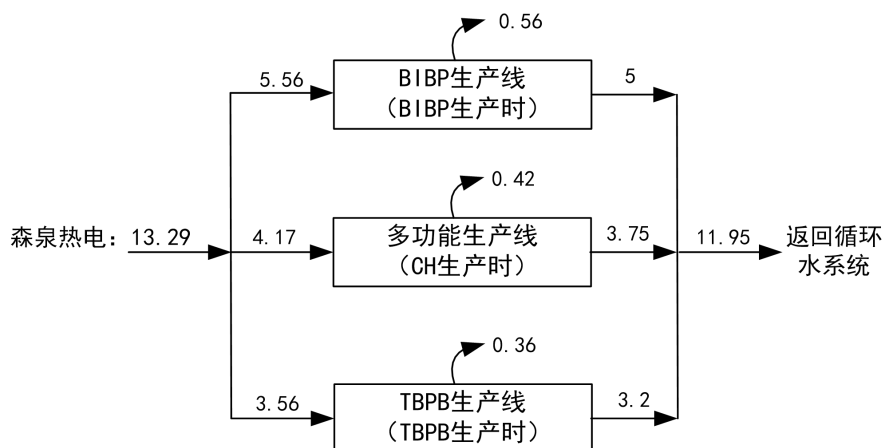 0.56
5.56
BIBP生产线
（BIBP生产时）
5
0.42
森泉热电：
13.29
4.17
多功能生产线
（CH生产时）
3.75
11.95
返回循环
水系统
0.36
3.56
TBPB生产线
（TBPB生产时）
3.2